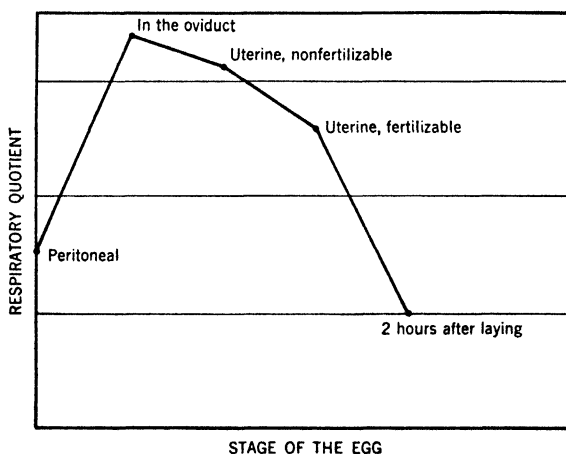 In the oviduct
Uterine, nonfertilizable
Uterine, fertilizable
RESPIRATORY QUOTIENT
Peritoneal
2 hours after laying
STAGE OF THE EGG